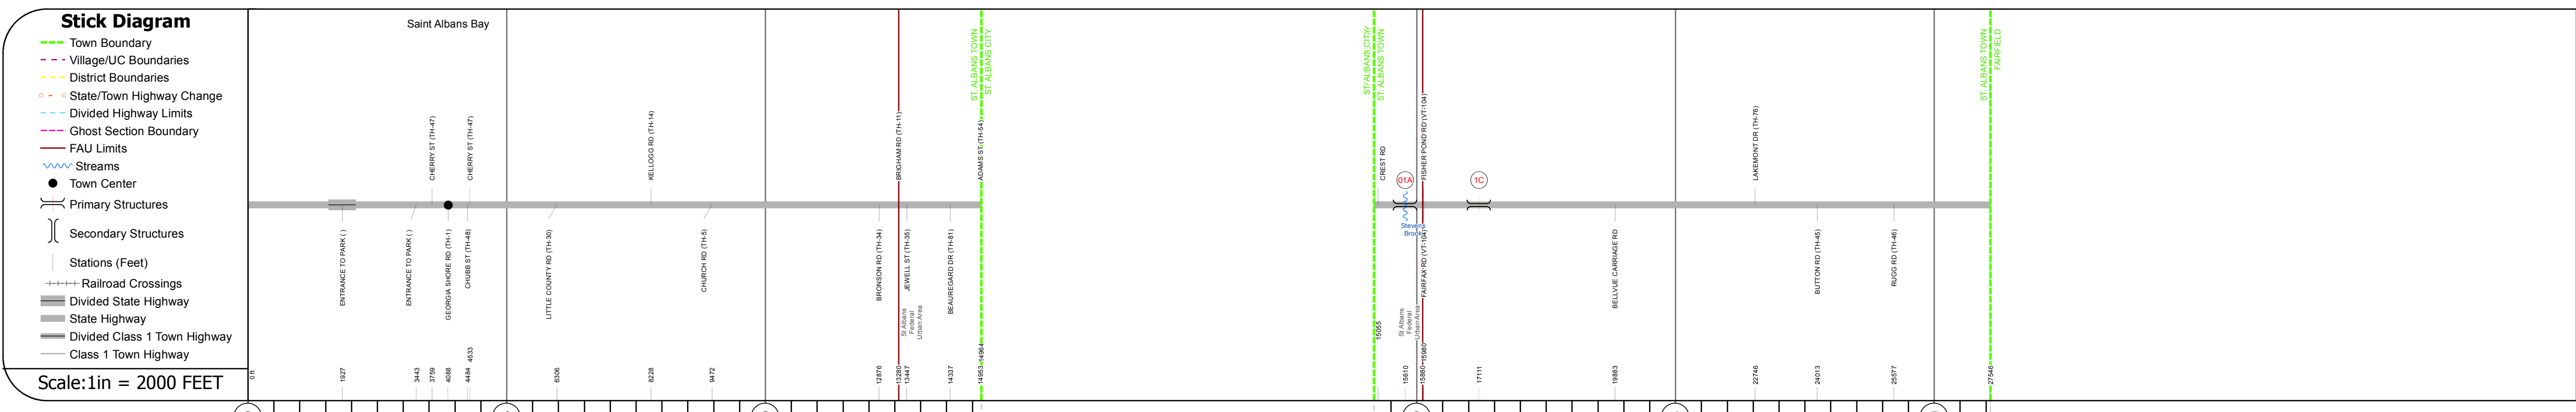 Stick Diagram
Town Boundary
Village/UC Boundaries
District Boundaries
State/Town Highway Change
Divided Highway Limits
Ghost Section Boundary
FAU Limits
Streams
Town Center
Primary Structures
Secondary Structures
Stations (Feet)
Railroad Crossings
Divided State Highway
State Highway
Divided Class 1 Town Highway
Class 1 Town Highway
Scale:1in = 2000 FEET
Saint Albans Bay
ENTRANCE TO PARK ( )
ENTRANCE TO PARK ( )
CHERRY ST (TH-47)
GEORGIA SHORE RD (TH-1)
CHUBB ST (TH-48)
CHERRY ST (TH-47)
LITTLE COUNTY RD (TH-30)
KELLOGG RD (TH-14)
CHURCH RD (TH-5)
BRONSON RD (TH-34)
BRIGHAM RD (TH-11)
JEWELL ST (TH-35)
St Albans
Federal
Urban Area
BEAUREGARD DR (TH-81)
ADAMS ST (TH-54)
ST. ALBANS TOWN
ST. ALBANS CITY
0 ft
1927
3443
3759
4088
4484
4533
6306
8228
9472
12876
13280
13447
14337
14953
14964
ST. ALBANS TOWN
CREST RD
01A
Stevens
Brook
FISHER POND RD (VT-104)
FAIRFAX RD (VT-104)
St Albans
Federal
Urban Area
1C
BELLVUE CARRIAGE RD
LAKEMONT DR (TH-76)
BUTTON RD (TH-45)
RUGG RD (TH-46)
ST. ALBANS TOWN
FAIRFIELD
15055
15610
15980
17111
19883
22746
24013
25577
27546